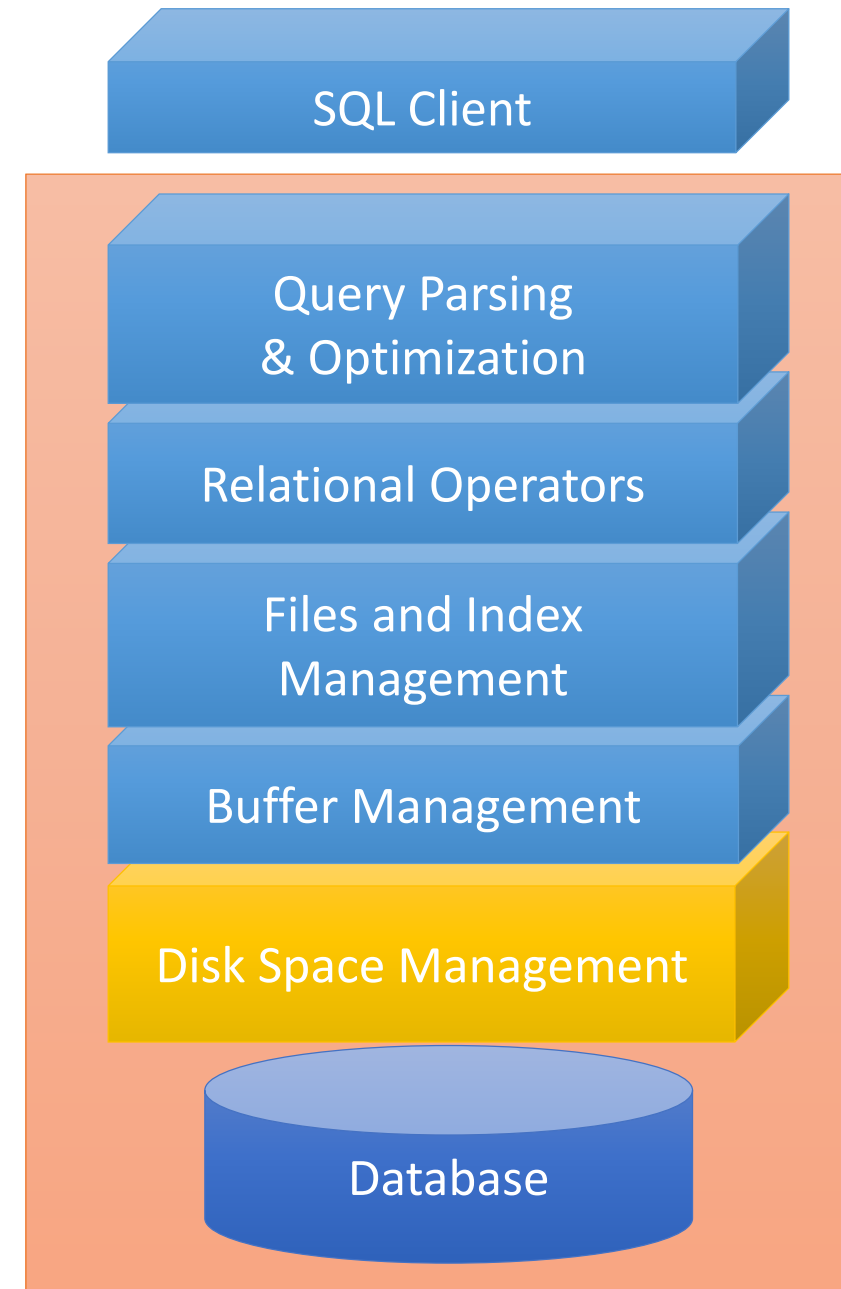 SQL Client
Query Parsing
& Optimization
Relational Operators
Files and Index
Management
Buffer Management
Disk Space Management
Database